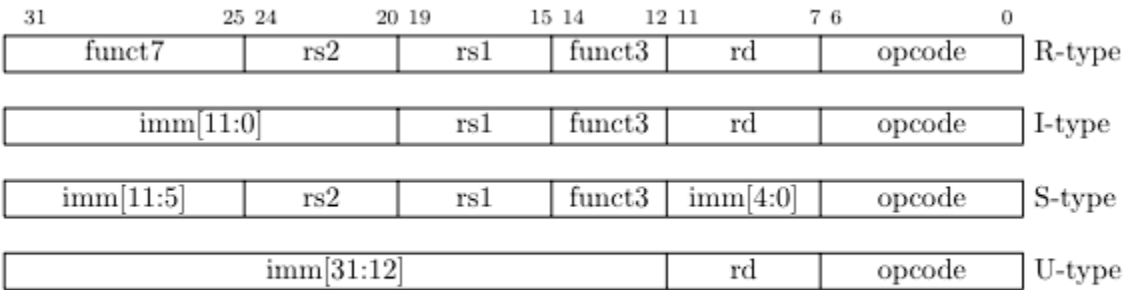 31 25 24 20 19 15 14 12 11 7 6 0
funct7 rs2 rs1 funct3 rd opcode R-type
imm[11:0] rs1 funct3 rd opcode I-type
imm[11:5] rs2 rs1 funct3 imm[4:0] opcode S-type
imm[31:12] rd opcode U-type